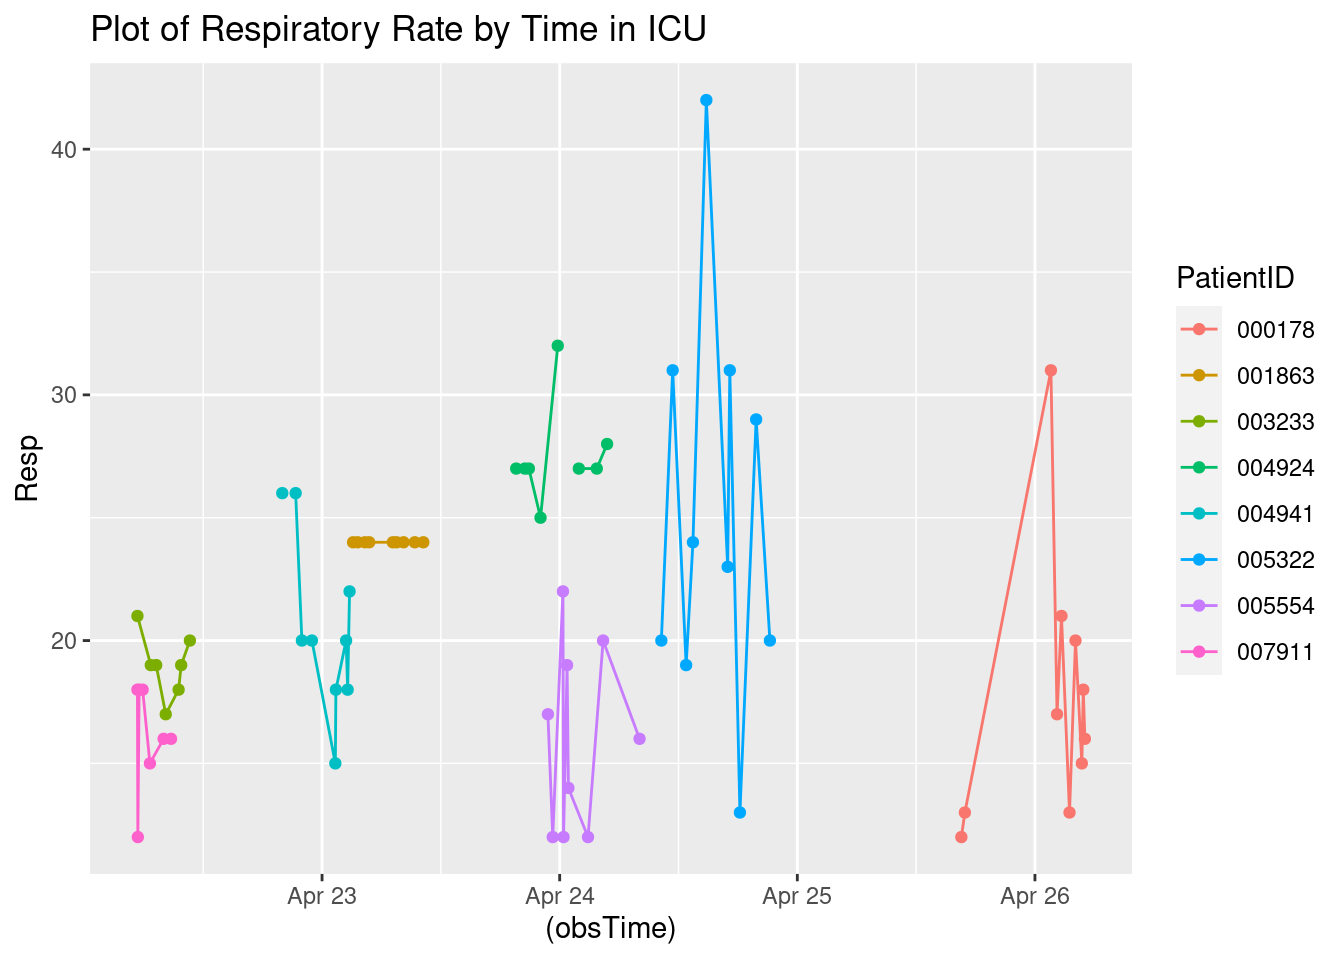 Plot of Respiratory Rate by Time in ICU
40
30
20
Resp
Apr 23
Apr 24
Apr 25
Apr 26
(obsTime)
PatientID
000178
001863
003233
004924
004941
005322
005554
007911